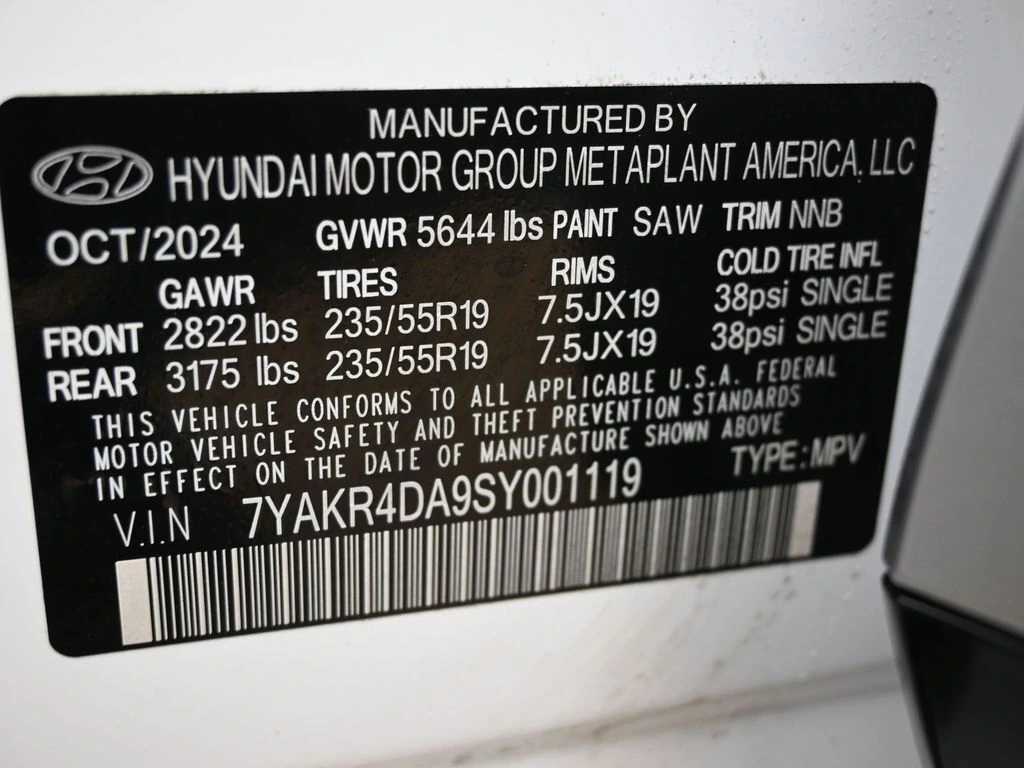 MANUFACTURED BY
HYUNDAI MOTOR GROUP METAPLANT AMERICA, LLC
OCT/2024 GVWR 5644 lbs PAINT SAW TRIM NNB
GAWR TIRES RIMS COLD TIRE INFL
FRONT 2822 lbs 235/55R19 7.5JX19 38psi SINGLE
REAR 3175 lbs 235/55R19 7.5JX19 38psi SINGLE
THIS VEHICLE CONFORMS TO ALL APPLICABLE U.S.A. FEDERAL
MOTOR VEHICLE SAFETY AND THEFT PREVENTION STANDARDS
IN EFFECT ON THE DATE OF MANUFACTURE SHOWN ABOVE
V.I.N 7YAKR4DA9SY001119 TYPE:MPV